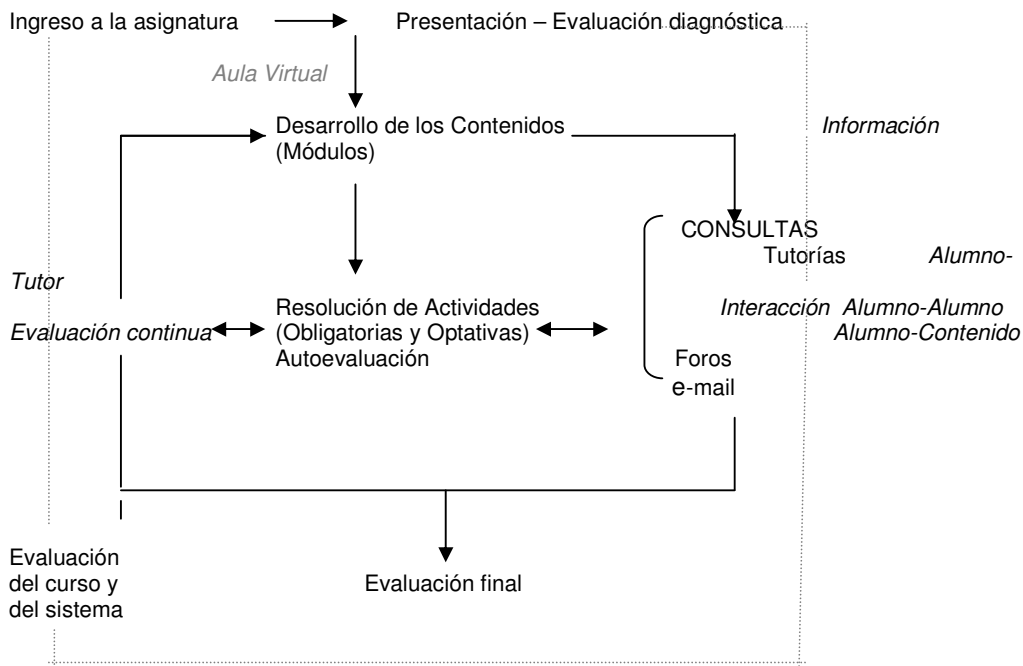 Ingreso a la asignatura
Presentación – Evaluación diagnóstica
Aula Virtual
Desarrollo de los Contenidos
(Módulos)
Información
CONSULTAS
Tutorías
Alumno-
Tutor
Interacción Alumno-Alumno
Alumno-Contenido
Evaluación continua
Resolución de Actividades
(Obligatorias y Optativas)
Autoevaluación
Foros
e-mail
Evaluación
del curso y
del sistema
Evaluación final